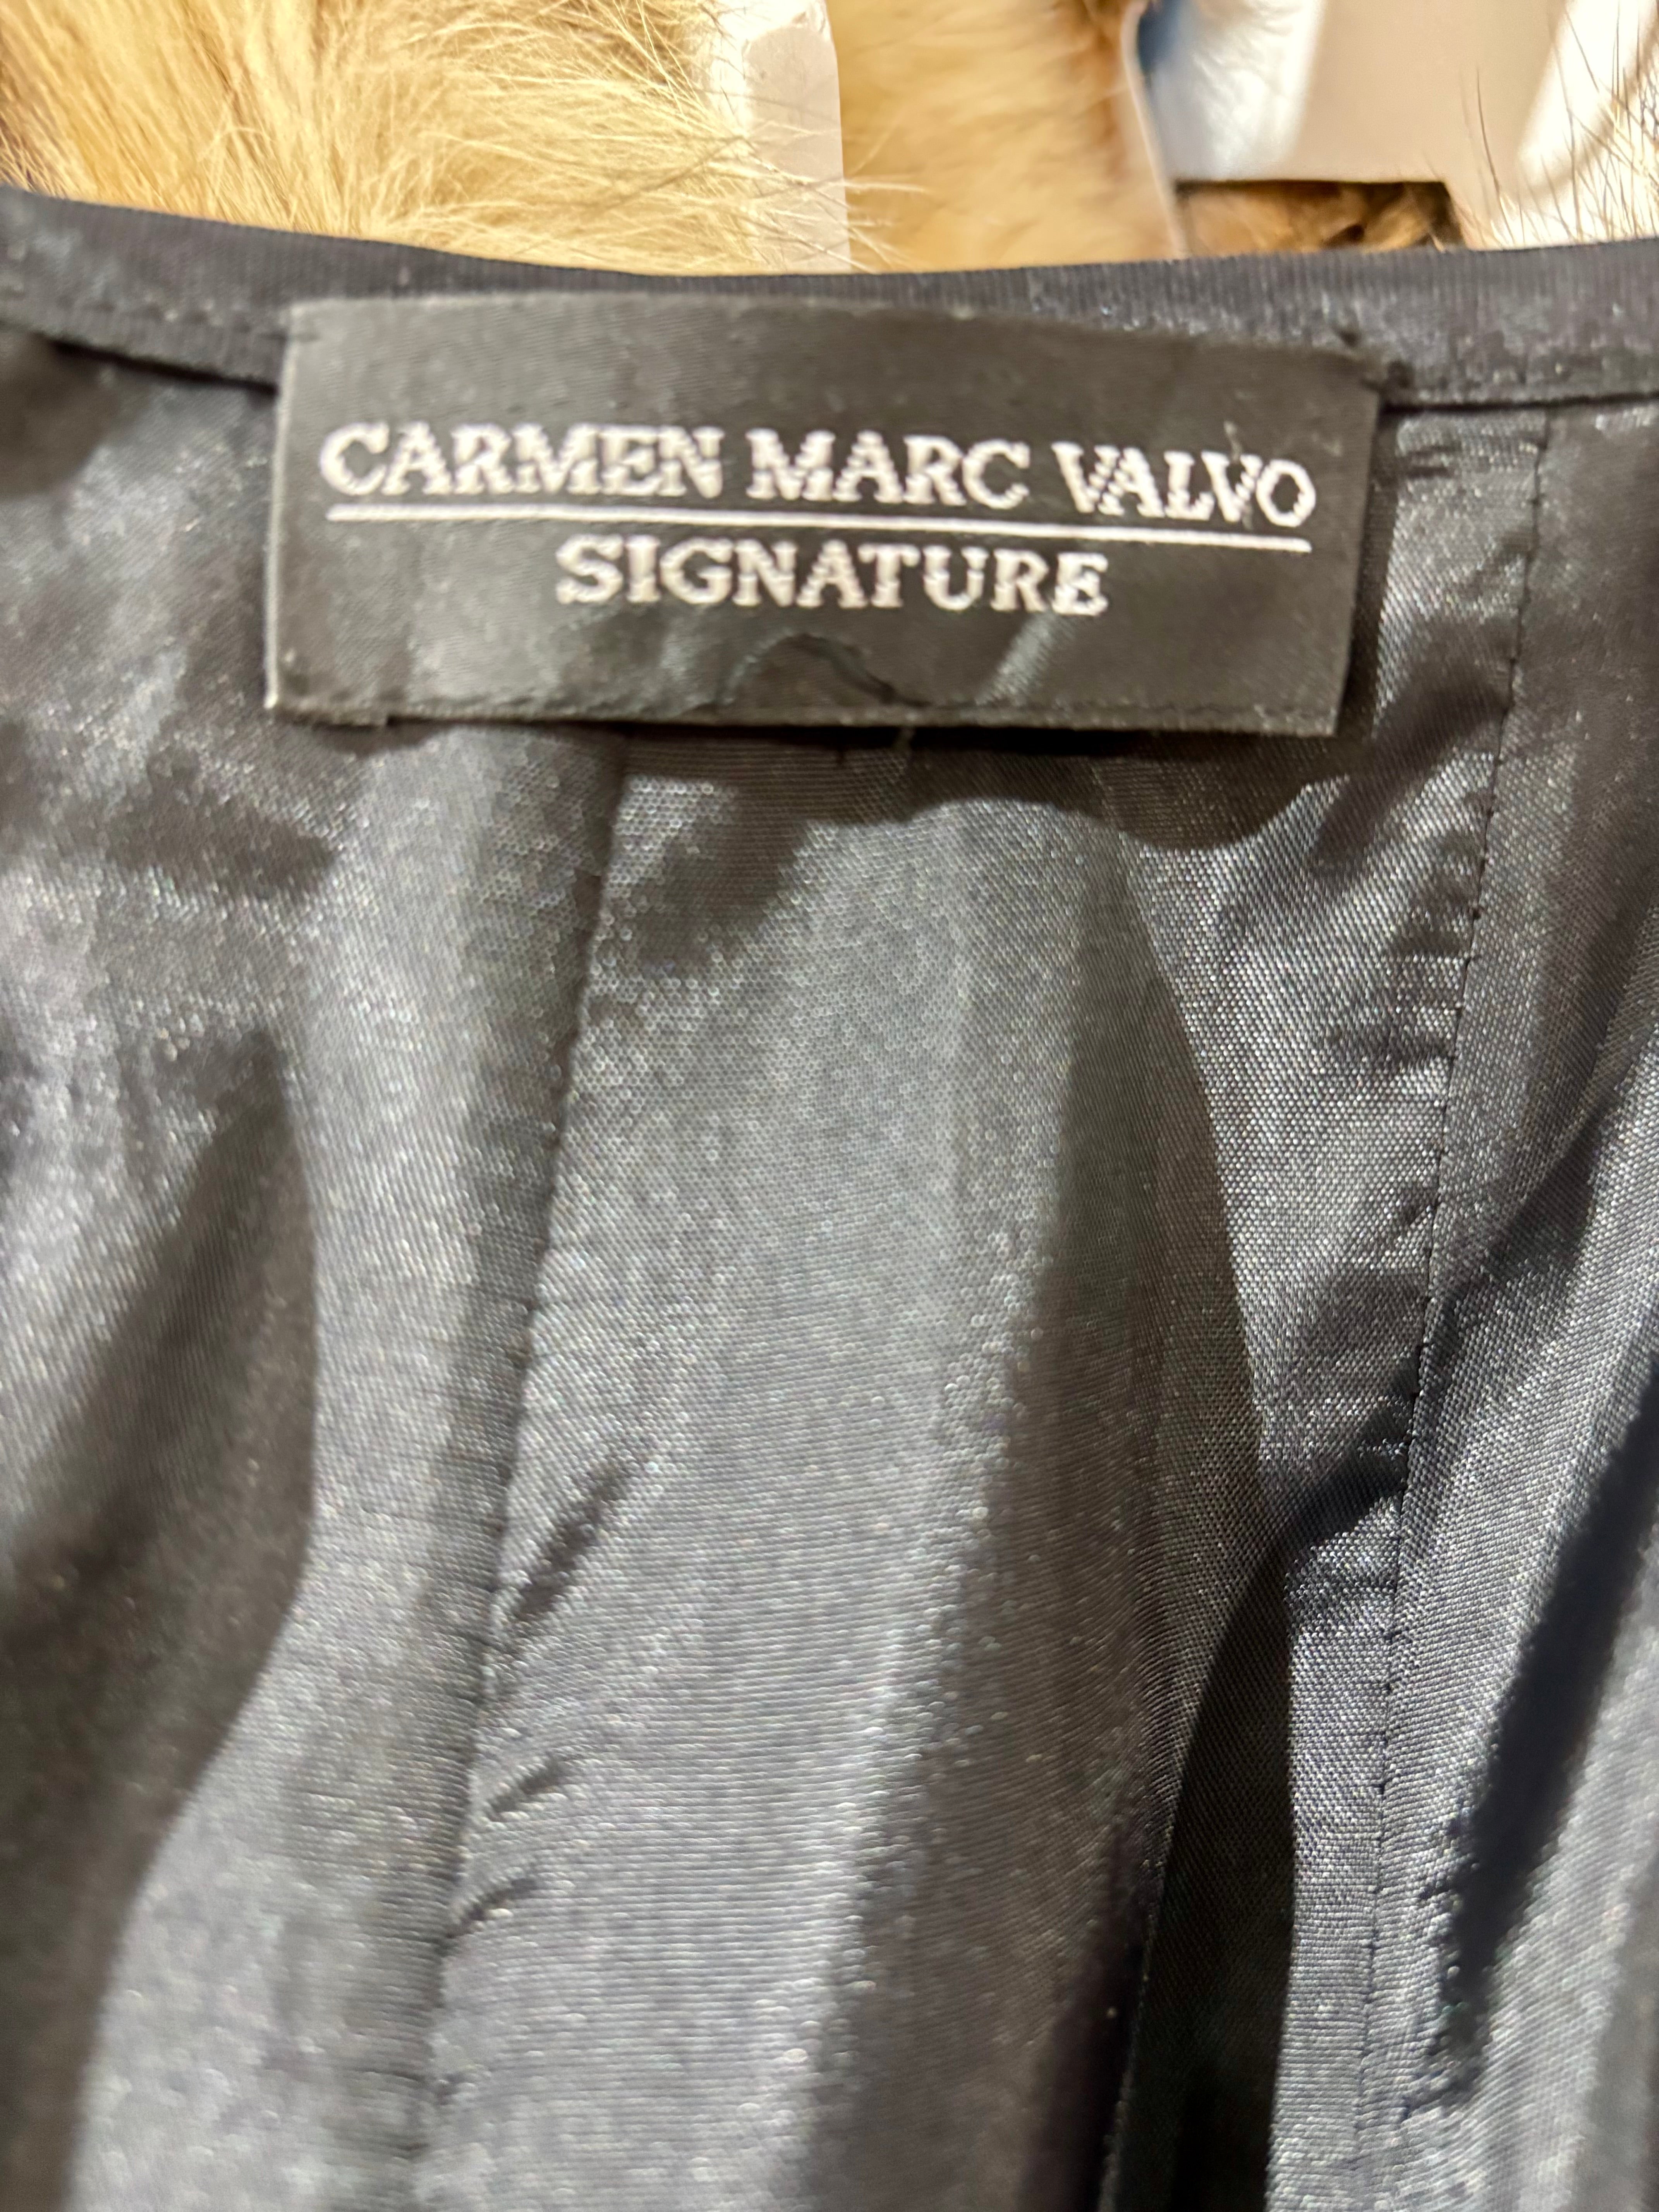 CARMEN MARC VALVO
SIGNATURE